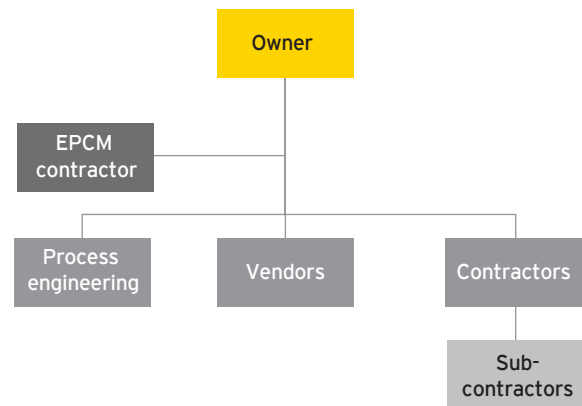 Owner
EPCM
contractor
Process
engineering
Vendors
Contractors
Sub-
contractors